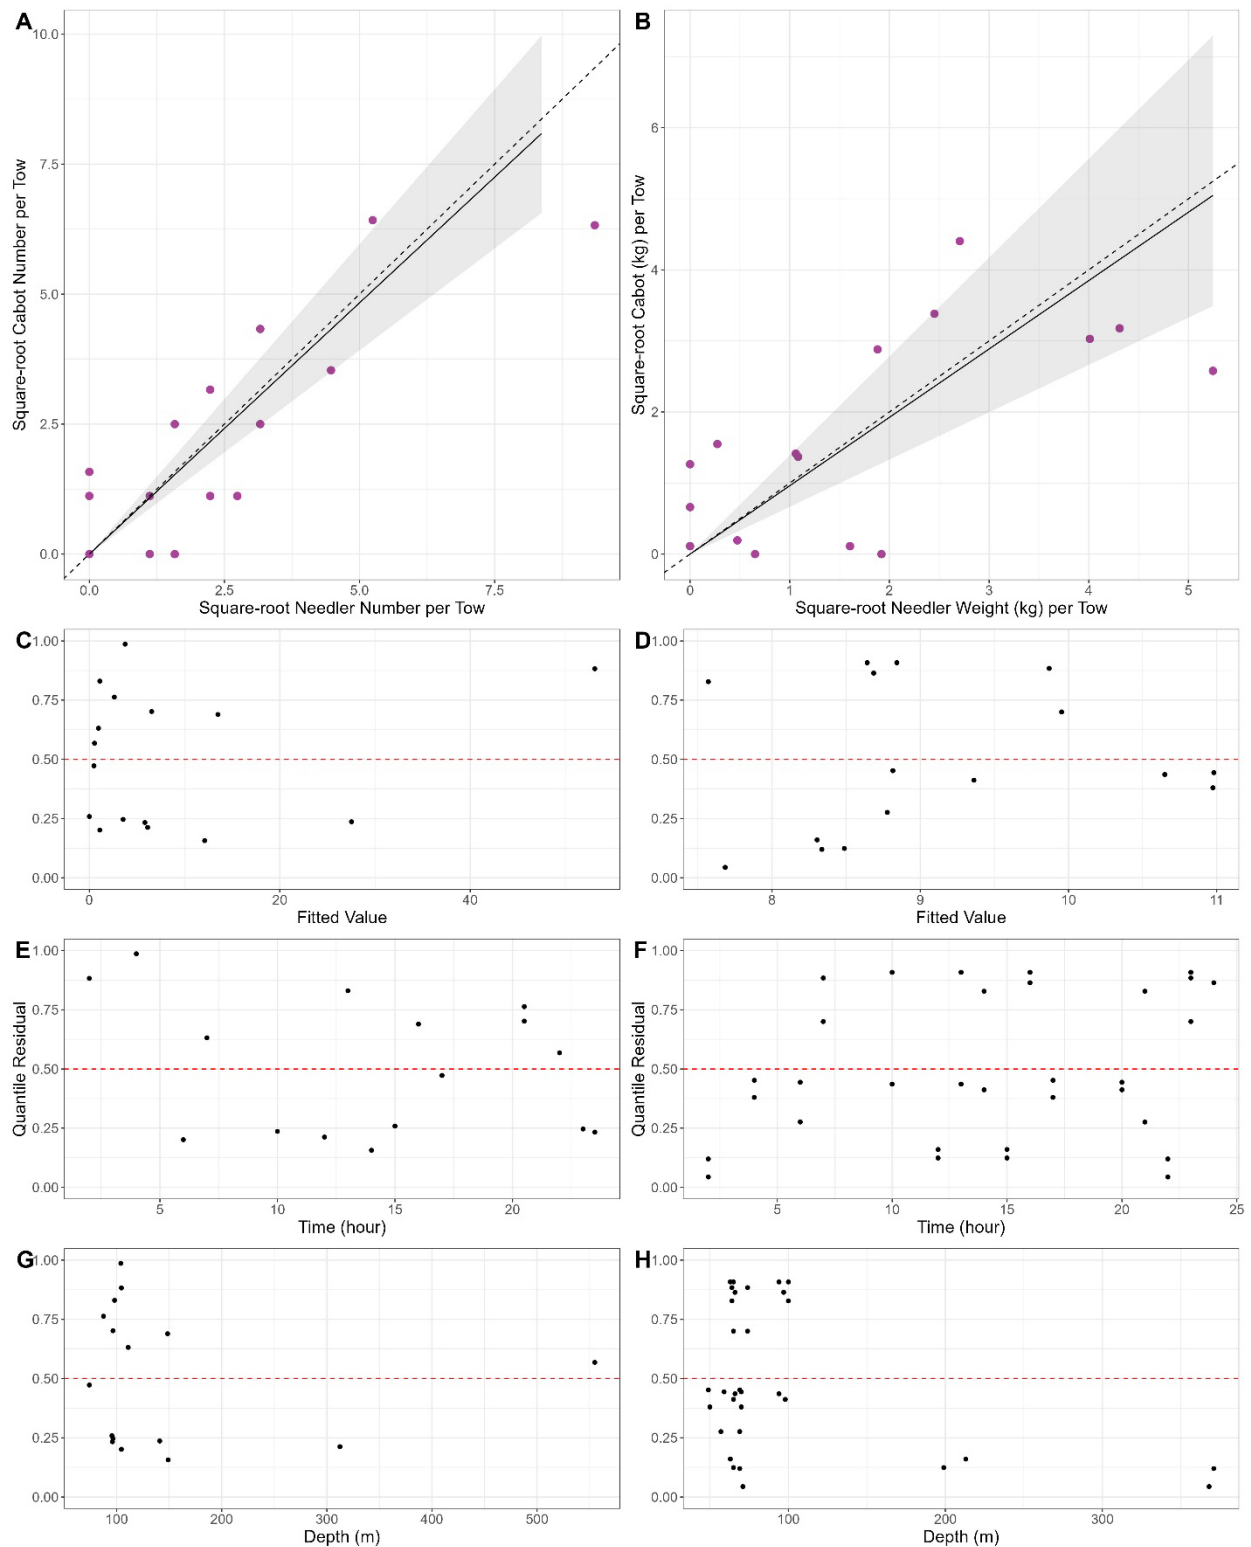 A
10.0
7.5
5.0
2.5
0.0
0.0 2.5 5.0 7.5
Square-root Cabot Number per Tow
Square-root Needler Number per Tow
B
6
4
2
0
0 1 2 3 4 5
Square-root Cabot (kg) per Tow
Square-root Needler Weight (kg) per Tow
C
1.00
0.75
0.50
0.25
0.00
0 20 40
Fitted Value
D
1.00
0.75
0.50
0.25
0.00
8 9 10 11
Fitted Value
E
1.00
0.75
0.50
0.25
0.00
5 10 15 20
Quantile Residual
Time (hour)
F
1.00
0.75
0.50
0.25
0.00
5 10 15 20 25
Quantile Residual
Time (hour)
G
1.00
0.75
0.50
0.25
0.00
100 200 300 400 500
Depth (m)
H
1.00
0.75
0.50
0.25
0.00
100 200 300
Depth (m)